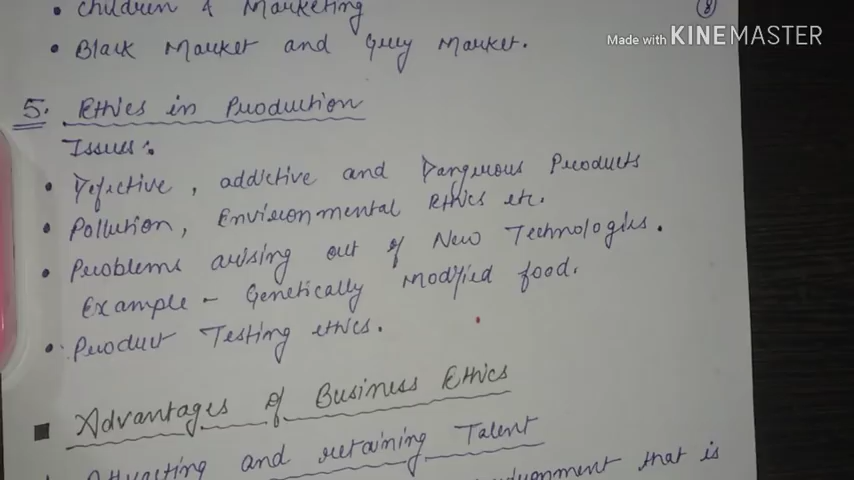 • Children & Marketing
(8)
Made with KINEMASTER
• Black Market and Grey Market.
5. Ethics in Production
Issues:
• Defective, addictive and Dangerous Products
• Pollution, Environmental Ethics etc.
• Problems arising out of New Technologies.
Example - Genetically Modified food.
• Product Testing ethics.
■ Advantages of Business Ethics
Attracting and retaining Talent
that is